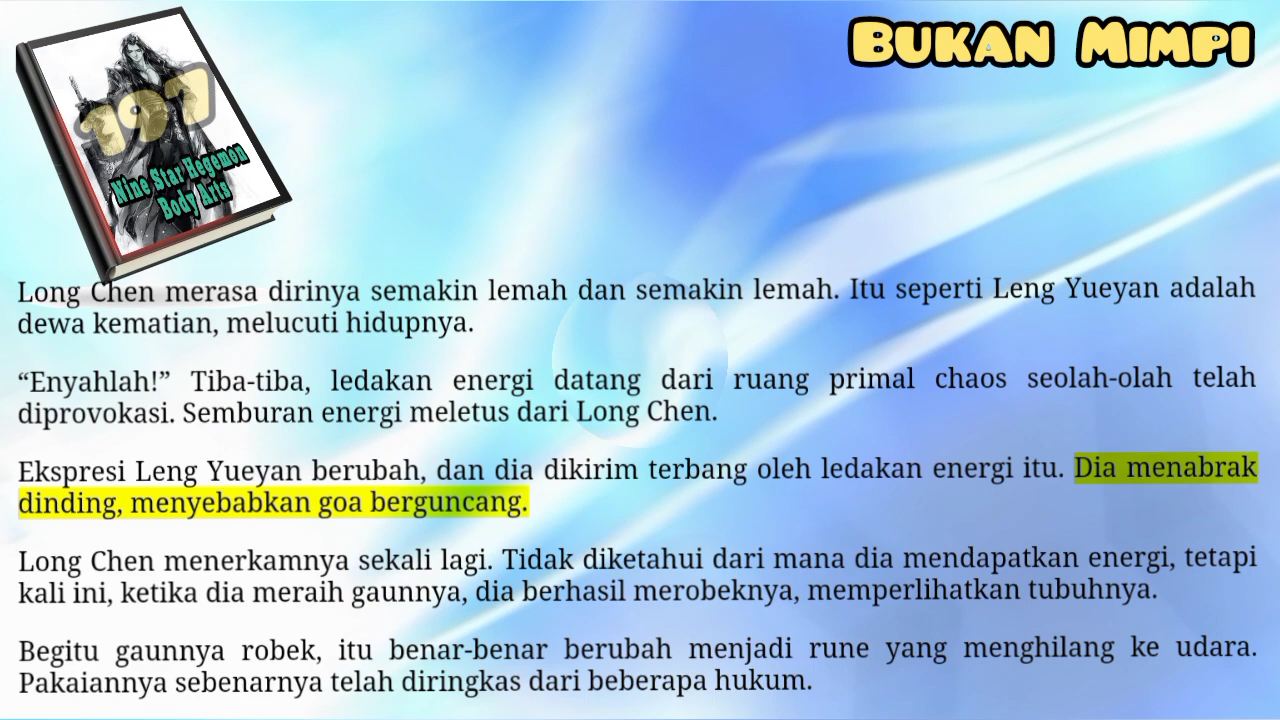 BUKAN MIMPI
197
Nine Star Hegemon
Body Arts
Long Chen merasa dirinya semakin lemah dan semakin lemah. Itu seperti Leng Yueyan adalah
dewa kematian, melucuti hidupnya.
“Enyahlah!” Tiba-tiba, ledakan energi datang dari ruang primal chaos seolah-olah telah
diprovokasi. Semburan energi meletus dari Long Chen.
Ekspresi Leng Yueyan berubah, dan dia dikirim terbang oleh ledakan energi itu. Dia menabrak
dinding, menyebabkan goa berguncang.
Long Chen menerkamnya sekali lagi. Tidak diketahui dari mana dia mendapatkan energi, tetapi
kali ini, ketika dia meraih gaunnya, dia berhasil merobeknya, memperlihatkan tubuhnya.
Begitu gaunnya robek, itu benar-benar berubah menjadi rune yang menghilang ke udara.
Pakaiannya sebenarnya telah diringkas dari beberapa hukum.